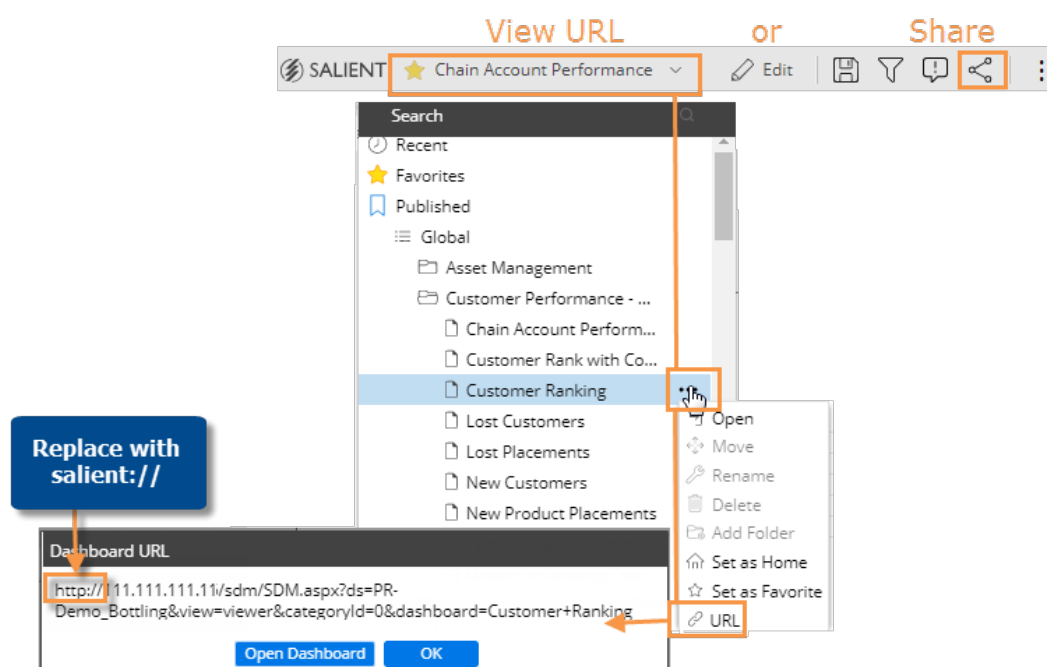 View URL or Share
SALIENT Chain Account Performance Edit
Search
Recent
Favorites
Published
Global
Asset Management
Customer Performance - ...
Chain Account Perform...
Customer Rank with Co...
Customer Ranking
Lost Customers
Lost Placements
New Customers
New Product Placements
Open
Move
Rename
Delete
Add Folder
Set as Home
Set as Favorite
URL
Replace with
salient://
Dashboard URL
http://111.111.111.11/sdm/SDM.aspx?ds=PR-
Demo_Bottling&view=viewer&categoryId=0&dashboard=Customer+Ranking
Open Dashboard OK